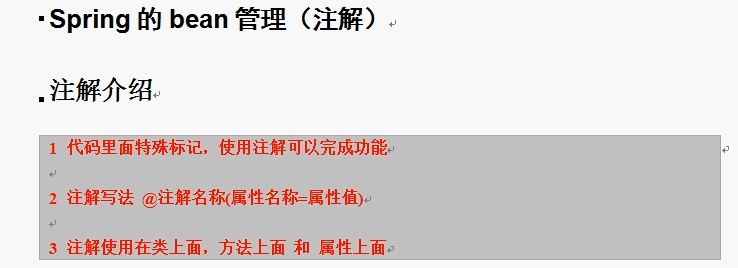 Spring 的 bean 管理（注解）
注解介绍
1 代码里面特殊标记，使用注解可以完成功能
2 注解写法 @注解名称(属性名称=属性值)
3 注解使用在类上面，方法上面 和 属性上面